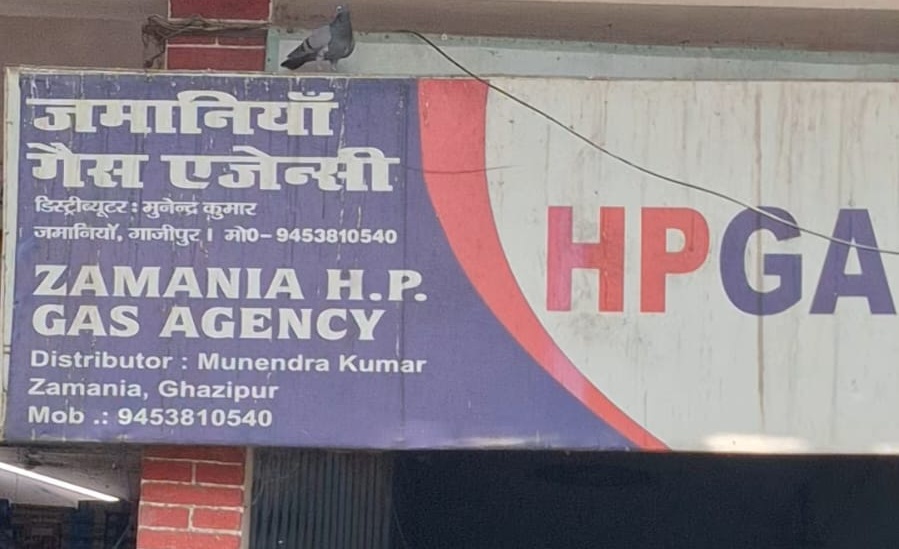 जमानियाँ
गैस एजेन्सी
डिस्ट्रीब्यूटर : मुनेन्द्र कुमार
जमानियाँ, गाजीपुर। मो0- 9453810540
ZAMANIA H.P.
GAS AGENCY
Distributor : Munendra Kumar
Zamania, Ghazipur
Mob .: 9453810540
HPGA